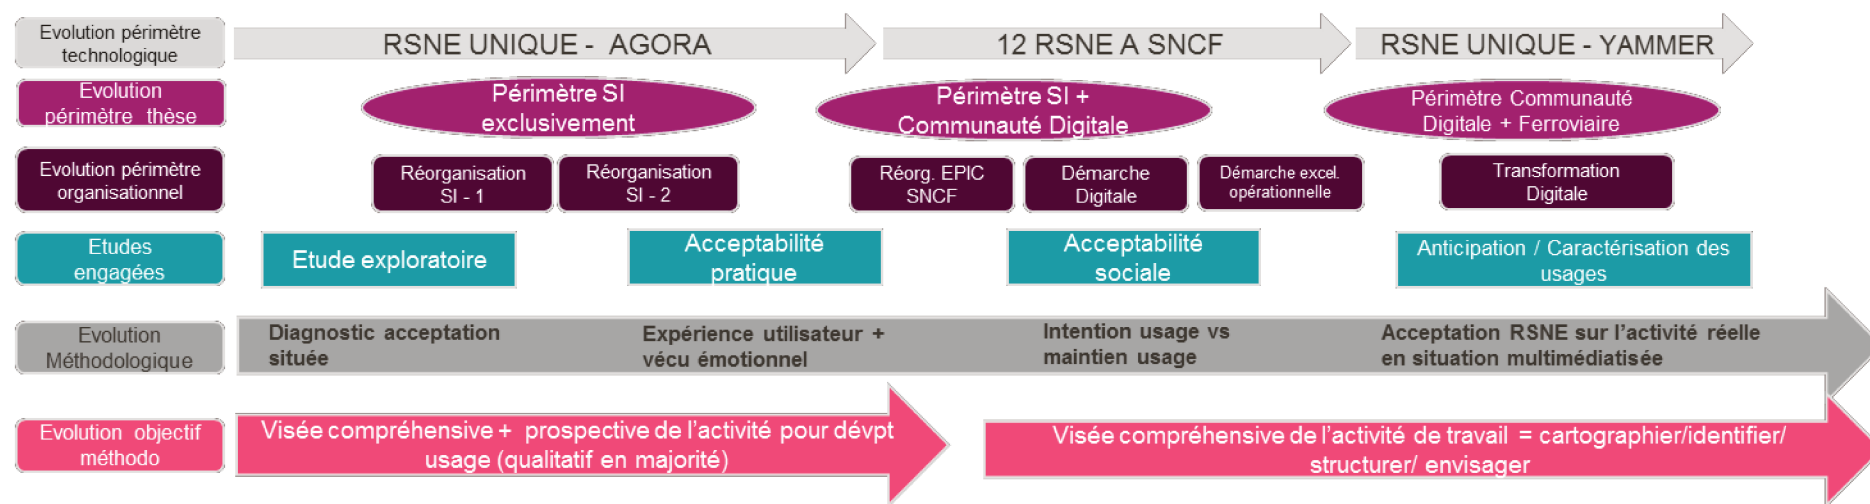 Evolution périmètre
technologique
RSNE UNIQUE - AGORA
12 RSNE A SNCF
RSNE UNIQUE - YAMMER
Evolution
périmètre thèse
Périmètre SI
exclusivement
Périmètre SI +
Communauté Digitale
Périmètre Communauté
Digitale + Ferroviaire
Evolution périmètre
organisationnel
Réorganisation
SI - 1
Réorganisation
SI - 2
Réorg. EPIC
SNCF
Démarche
Digitale
Démarche excel.
opérationnelle
Transformation
Digitale
Etudes
engagées
Etude exploratoire
Acceptabilité
pratique
Acceptabilité
sociale
Anticipation / Caractérisation des
usages
Evolution
Méthodologique
Diagnostic acceptation
située
Expérience utilisateur +
vécu émotionnel
Intention usage vs
maintien usage
Acceptation RSNE sur l’activité réelle
en situation multimédiatisée
Evolution objectif
méthodo
Visée compréhensive + prospective de l’activité pour dévpt
usage (qualitatif en majorité)
Visée compréhensive de l’activité de travail = cartographier/identifier/
structurer/ envisager